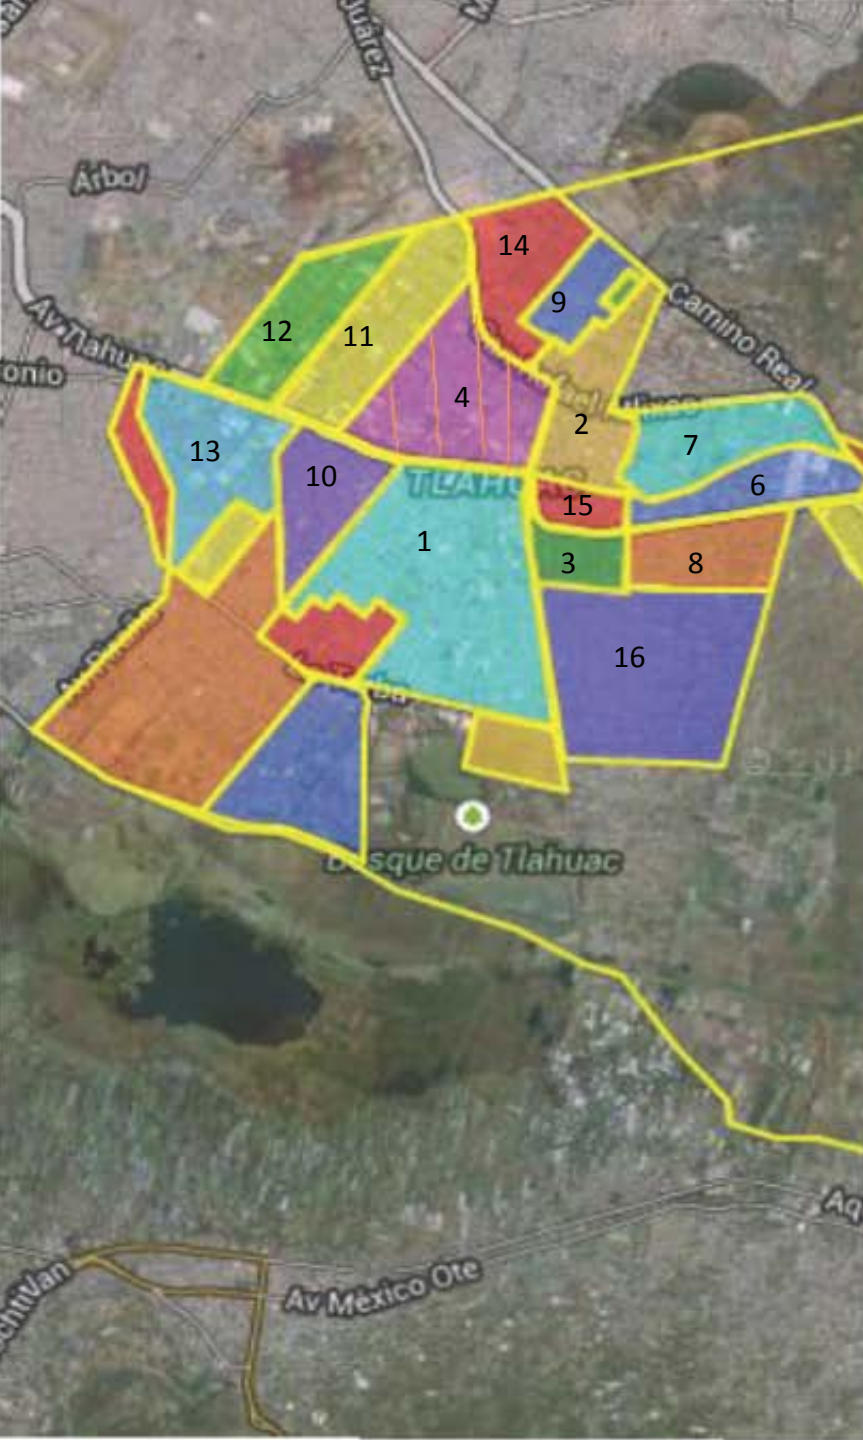 Juárez
Árbol
14
Camino Real
9
12
11
Av Tlahuac
onio
4
2
7
13
10
6
TLAHUAC
15
1
3
8
16
Bosque de Tlahuac
Aq
Av México Ote